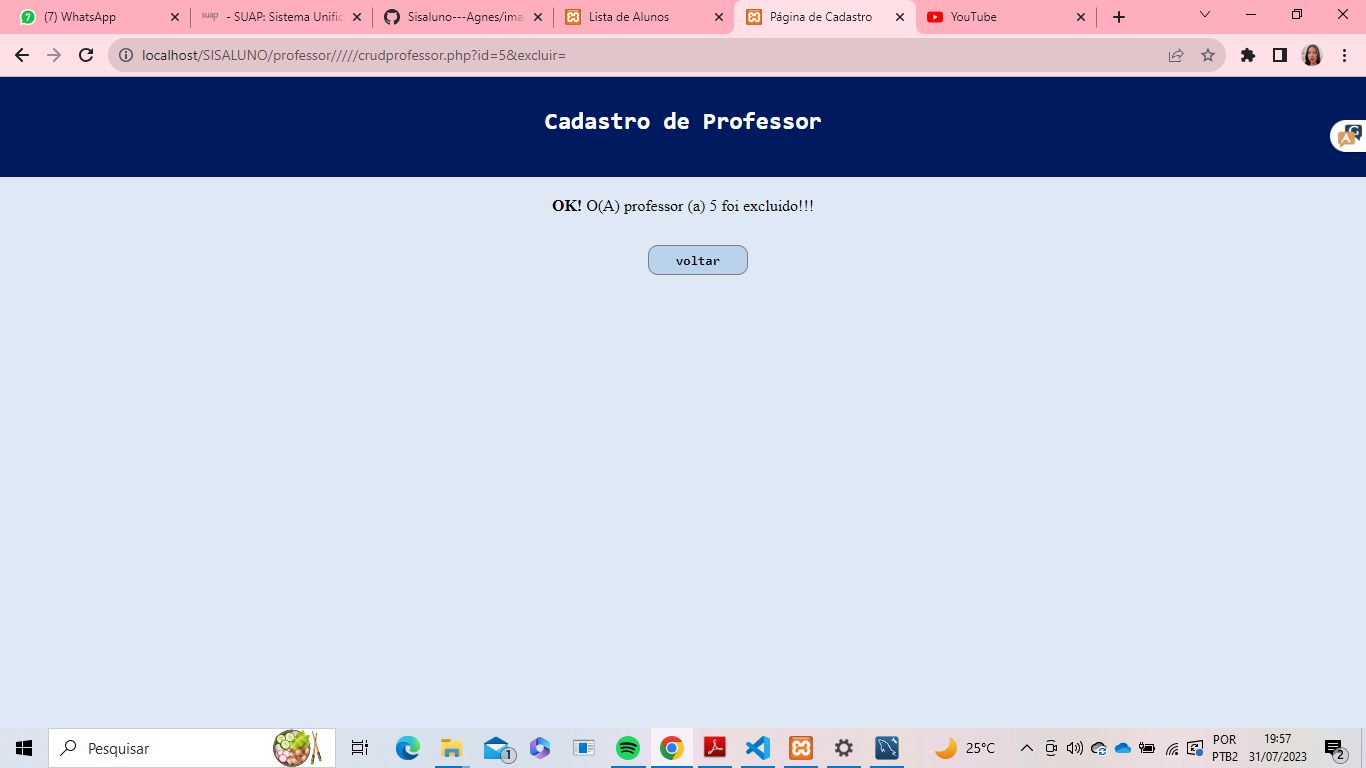 (7) WhatsApp
suap - SUAP: Sistema Unific
Sisaluno---Agnes/ima
Lista de Alunos
Página de Cadastro
YouTube
localhost/SISALUNO/professor/////crudprofessor.php?id=5&excluir=
Cadastro de Professor
OK! O(A) professor (a) 5 foi excluido!!!
voltar
Pesquisar
1
25°C
POR
PTB2
19:57
31/07/2023
2